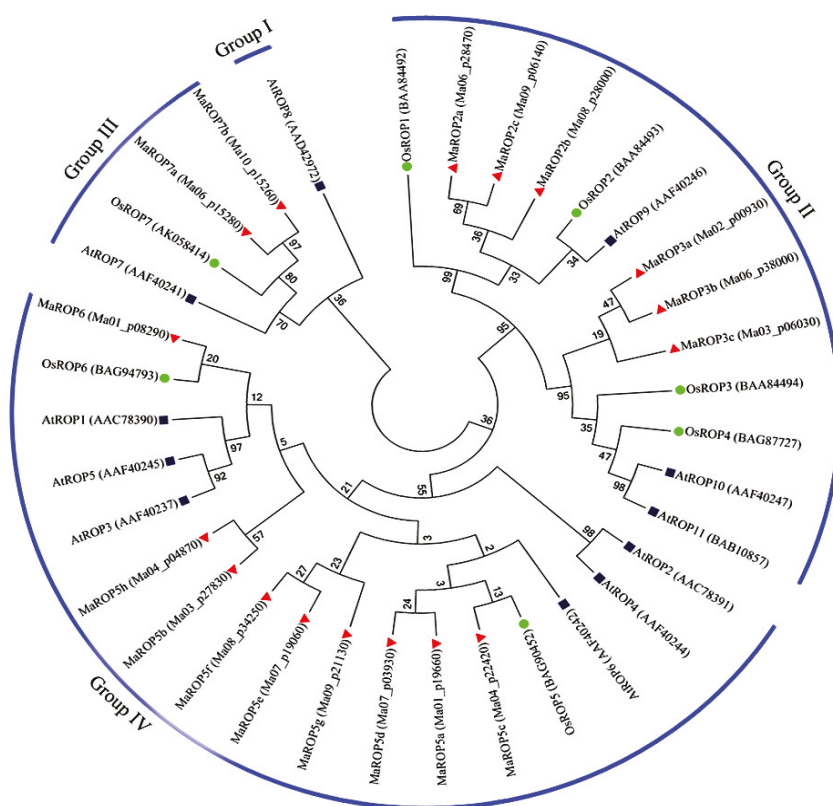 Group I
AtROP8 (AAD42972)
Group II
OsROP1 (BAA84492)
MaROP2a (Ma06_p28470)
MaROP2c (Ma09_p06140)
MaROP2b (Ma08_p28000)
OsROP2 (BAA84493)
AtROP9 (AAF40246)
MaROP3a (Ma02_p00930)
MaROP3b (Ma06_p38000)
MaROP3c (Ma03_p06030)
OsROP3 (BAA84494)
OsROP4 (BAG87727)
AtROP10 (AAF40247)
AtROP11 (BAB10857)
AtROP2 (AAC78391)
AtROP4 (AAF40244)
AtROP6 (AAF40242)
OsROP5 (BAG90452)
MaROP5c (Ma04_p22420)
MaROP5a (Ma01_p19660)
MaROP5d (Ma07_p03930)
MaROP5g (Ma09_p21130)
MaROP5e (Ma07_p19060)
MaROP5f (Ma08_p34250)
MaROP5b (Ma03_p27830)
MaROP5h (Ma04_p04870)
Group IV
AtROP3 (AAF40237)
AtROP5 (AAF40245)
AtROP1 (AAC78390)
OsROP6 (BAG94793)
MaROP6 (Ma01_p08290)
AtROP7 (AAF40241)
OsROP7 (AK058414)
MaROP7a (Ma06_p15280)
MaROP7b (Ma10_p15260)
Group III
97
80
70
36
69
36
33
34
99
95
47
19
95
35
47
98
36
55
98
20
12
97
92
5
57
21
3
23
27
2
3
24
13